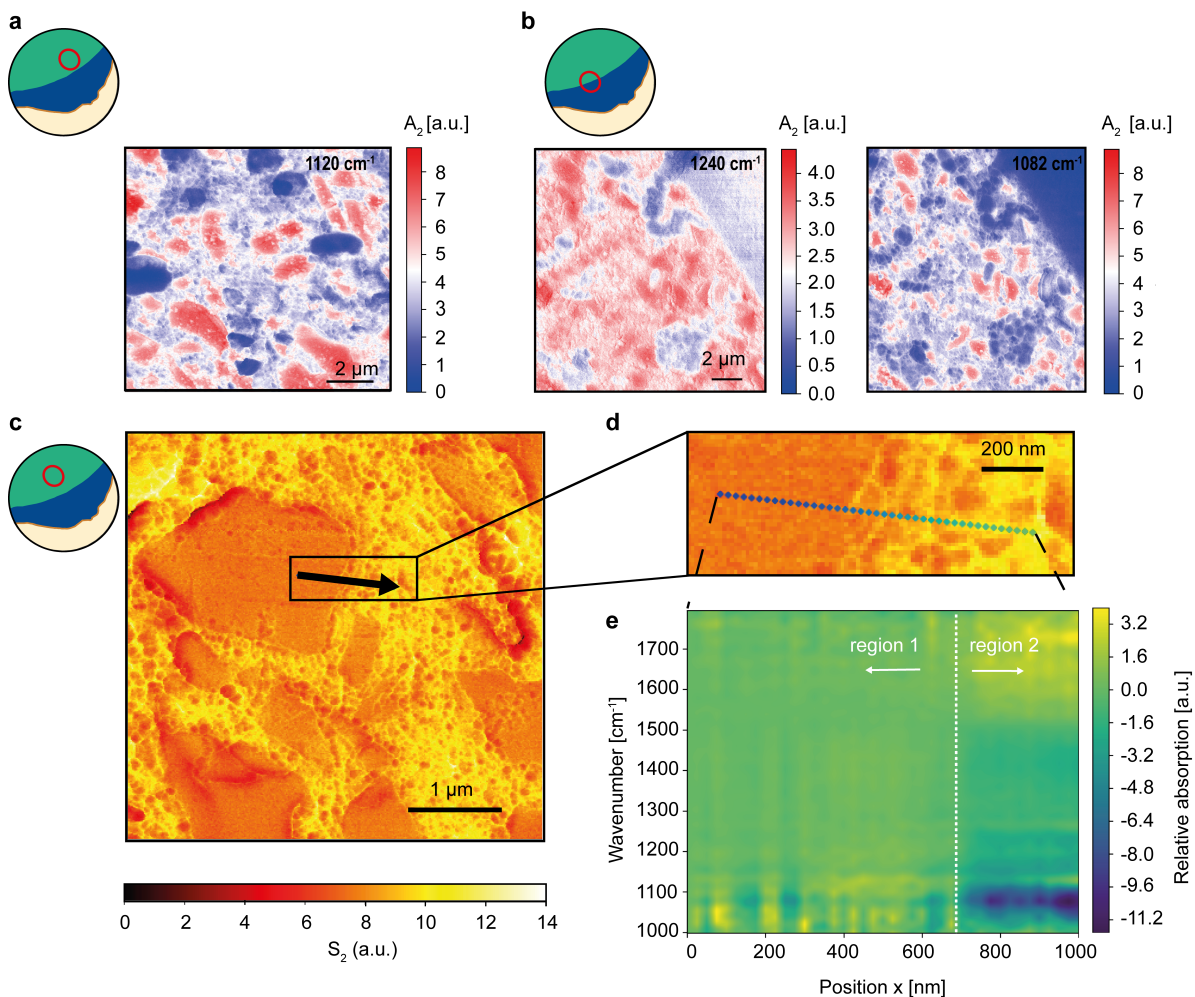 a
b
A₂ [a.u.]
1120 cm⁻¹
8
7
6
5
4
3
2
1
0
2 µm
A₂ [a.u.]
1240 cm⁻¹
4.0
3.5
3.0
2.5
2.0
1.5
1.0
0.5
0.0
2 µm
A₂ [a.u.]
1082 cm⁻¹
8
7
6
5
4
3
2
1
0
c
1 µm
0 2 4 6 8 10 12 14
S₂ (a.u.)
d
200 nm
e
region 1
region 2
Wavenumber [cm⁻¹]
1700
1600
1500
1400
1300
1200
1100
1000
0 200 400 600 800 1000
Position x [nm]
3.2
1.6
0.0
-1.6
-3.2
-4.8
-6.4
-8.0
-9.6
-11.2
Relative absorption [a.u.]